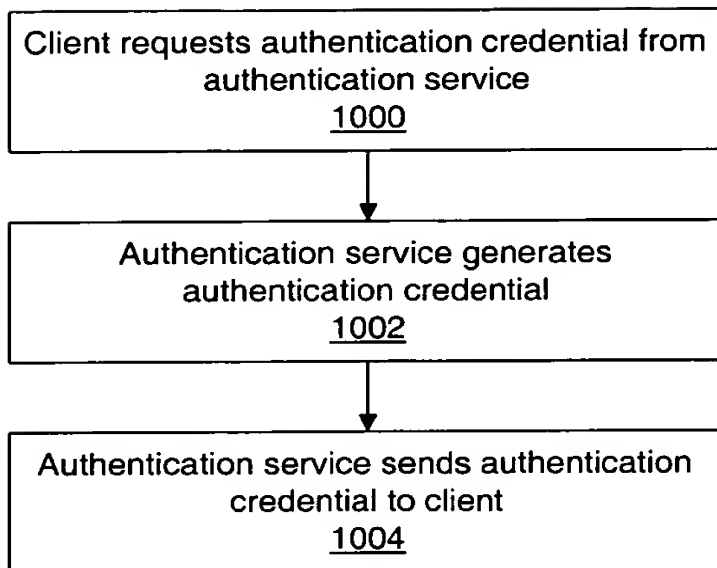 Client requests authentication credential from
authentication service
1000
Authentication service generates
authentication credential
1002
Authentication service sends authentication
credential to client
1004